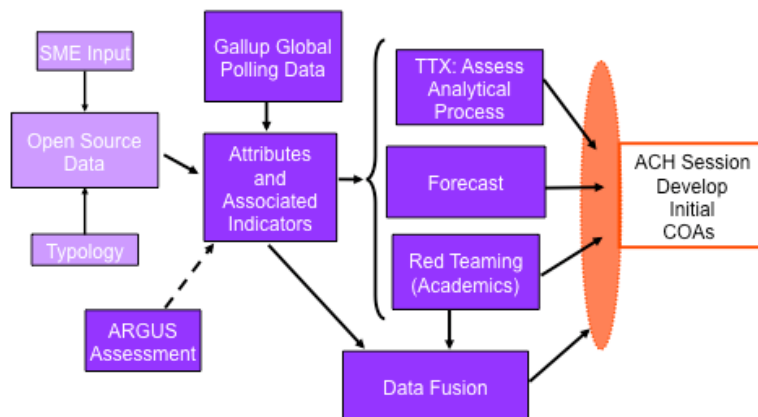 SME Input
Gallup Global
Polling Data
TTX: Assess
Analytical
Process
Open Source
Data
Attributes
and
Associated
Indicators
Forecast
ACH Session
Develop
Initial
COAs
Typology
Red Teaming
(Academics)
ARGUS
Assessment
Data Fusion